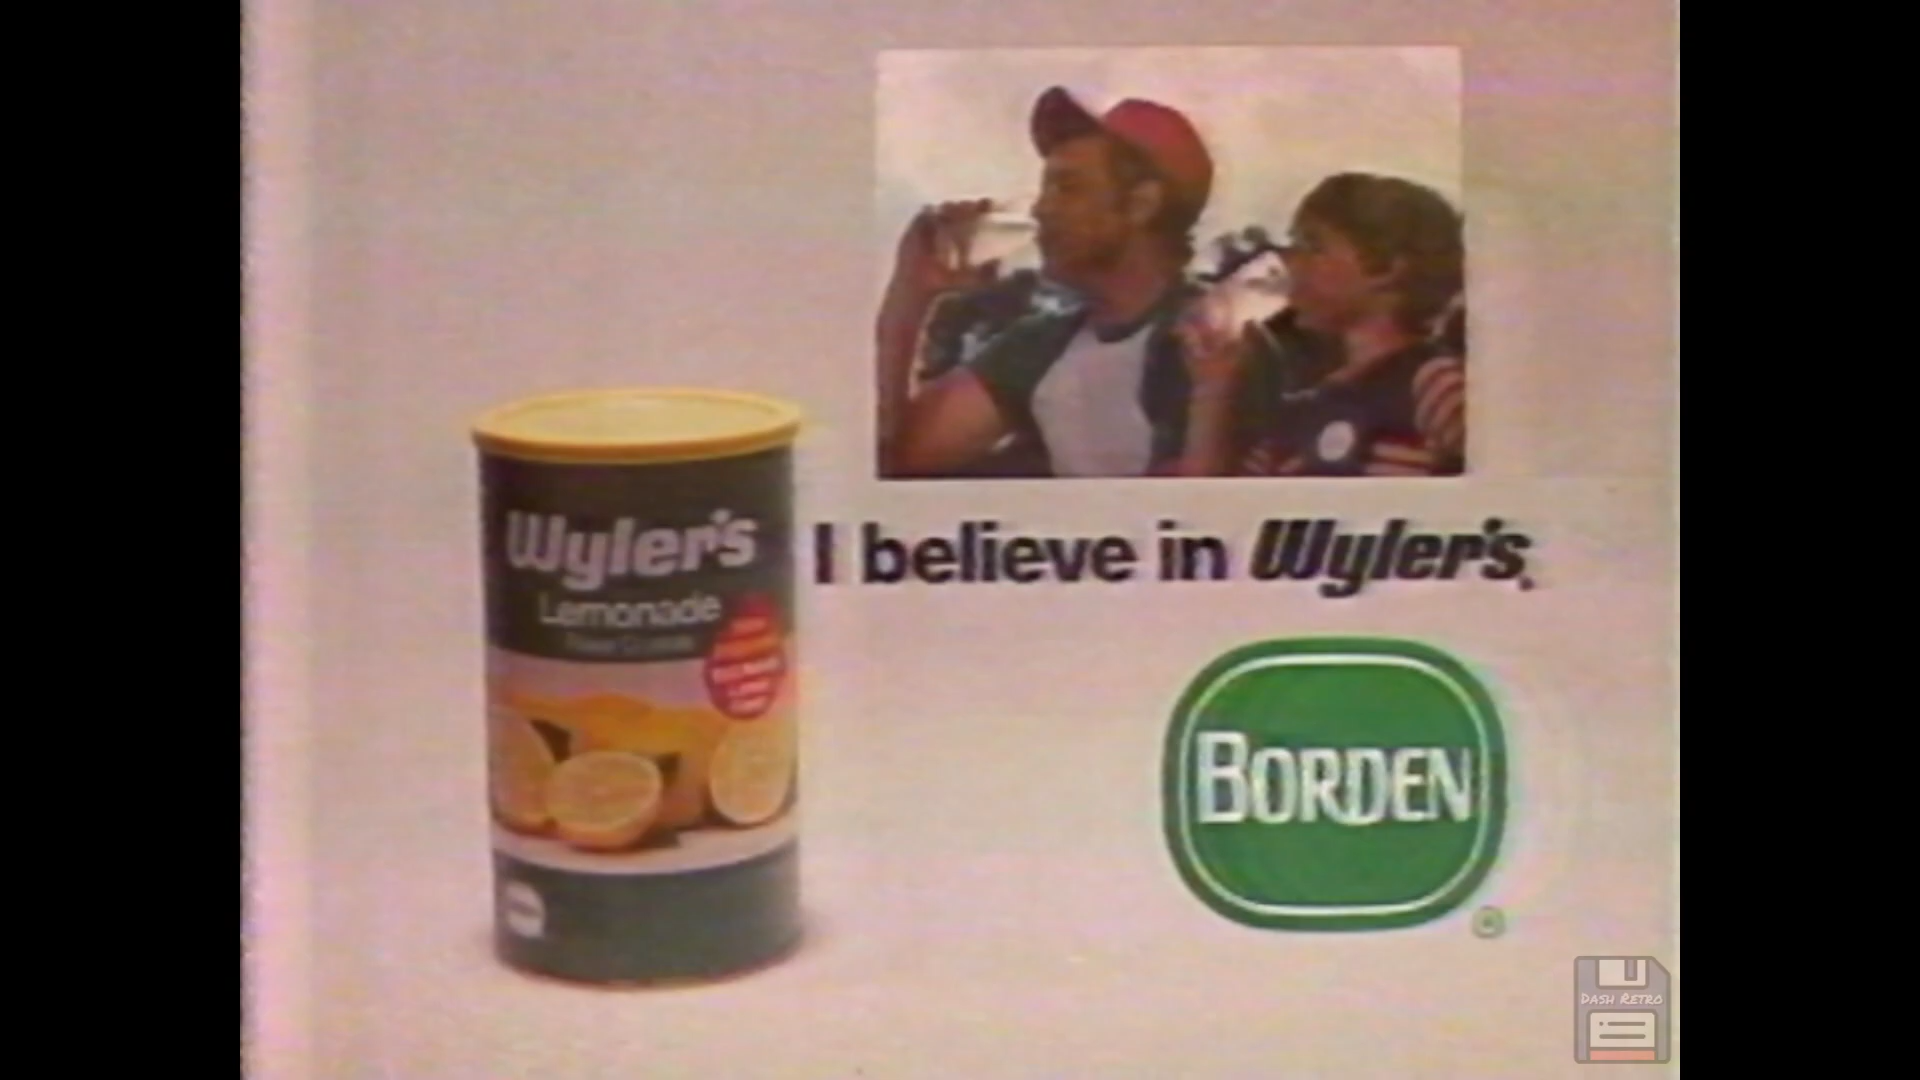 Wyler's
Lemonade
I believe in Wyler's®
BORDEN
®
DASH RETRO